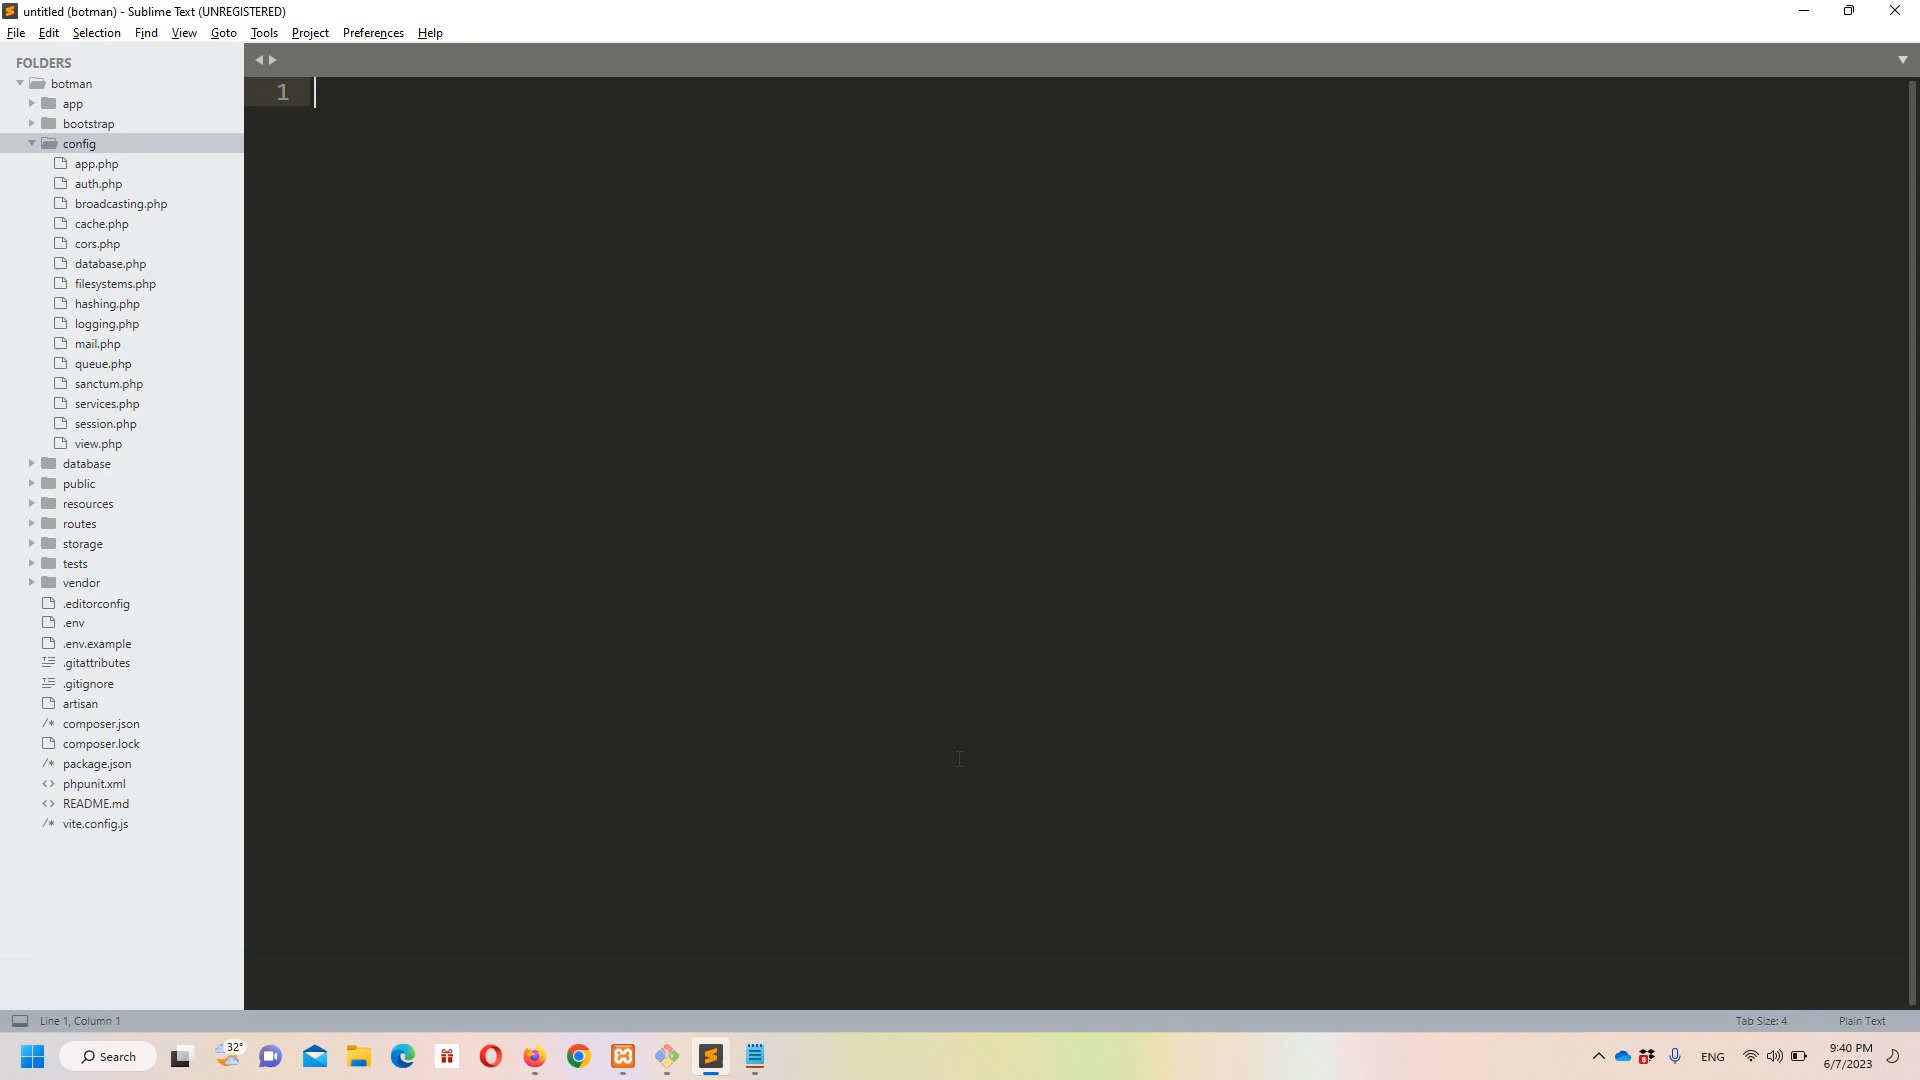 untitled (botman) - Sublime Text (UNREGISTERED)
File Edit Selection Find View Goto Tools Project Preferences Help
FOLDERS
botman
app
bootstrap
config
app.php
auth.php
broadcasting.php
cache.php
cors.php
database.php
filesystems.php
hashing.php
logging.php
mail.php
queue.php
sanctum.php
services.php
session.php
view.php
database
public
resources
routes
storage
tests
vendor
.editorconfig
.env
.env.example
.gitattributes
.gitignore
artisan
/* composer.json
composer.lock
/* package.json
<> phpunit.xml
<> README.md
/* vite.config.js
1
Line 1, Column 1
Tab Size: 4
Plain Text
Search
32°
ENG
9:40 PM
6/7/2023